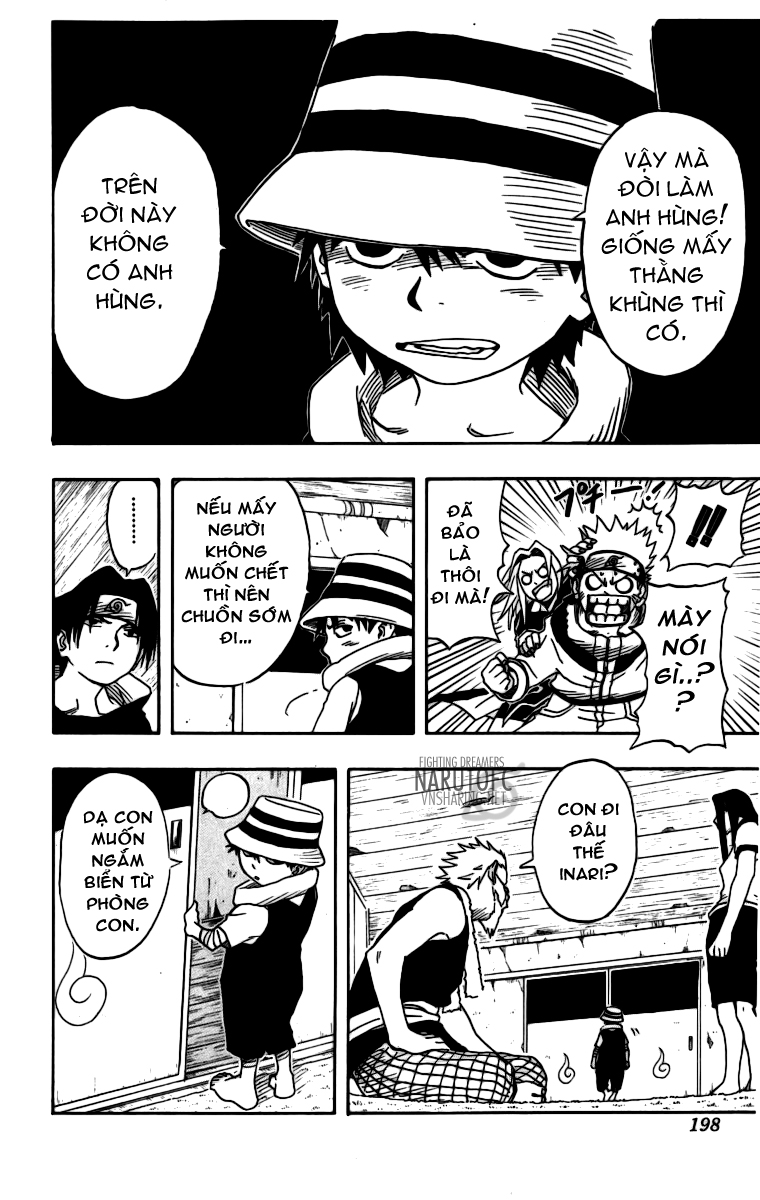 VẬY MÀ
ĐÒI LÀM
ANH HÙNG!
GIỐNG MẤY
THẰNG
KHÙNG THÌ
CÓ.
TRÊN
ĐỜI NÀY
KHÔNG
CÓ ANH
HÙNG.
!!
プチー!
ĐÃ
BẢO
LÀ
THÔI
ĐI MÀ!
MÀY
NÓI
GÌ..?
?
NẾU MẤY
NGƯỜI
KHÔNG
MUỐN CHẾT
THÌ NÊN
CHUỒN SỚM
ĐI...
.........
FIGHTING DREAMERS
NARUTOFC
VNSHARING.NET
CON ĐI
ĐÂU
THẾ
INARI?
DẠ CON
MUỐN
NGẮM
BIỂN TỪ
PHÒNG
CON.
198